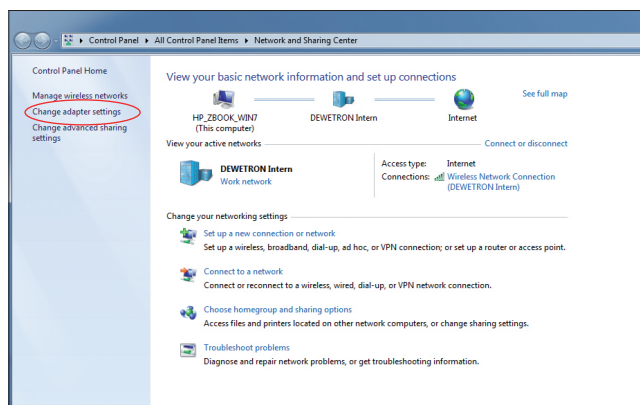 Control Panel ▸ All Control Panel Items ▸ Network and Sharing Center
Control Panel Home
Manage wireless networks
Change adapter settings
Change advanced sharing
settings
View your basic network information and set up connections
See full map
HP_ZBOOK_WIN7
(This computer)
DEWETRON Intern
Internet
View your active networks
Connect or disconnect
DEWETRON Intern
Work network
Access type: Internet
Connections: Wireless Network Connection
(DEWETRON Intern)
Change your networking settings
Set up a new connection or network
Set up a wireless, broadband, dial-up, ad hoc, or VPN connection; or set up a router or access point.
Connect to a network
Connect or reconnect to a wireless, wired, dial-up, or VPN network connection.
Choose homegroup and sharing options
Access files and printers located on other network computers, or change sharing settings.
Troubleshoot problems
Diagnose and repair network problems, or get troubleshooting information.